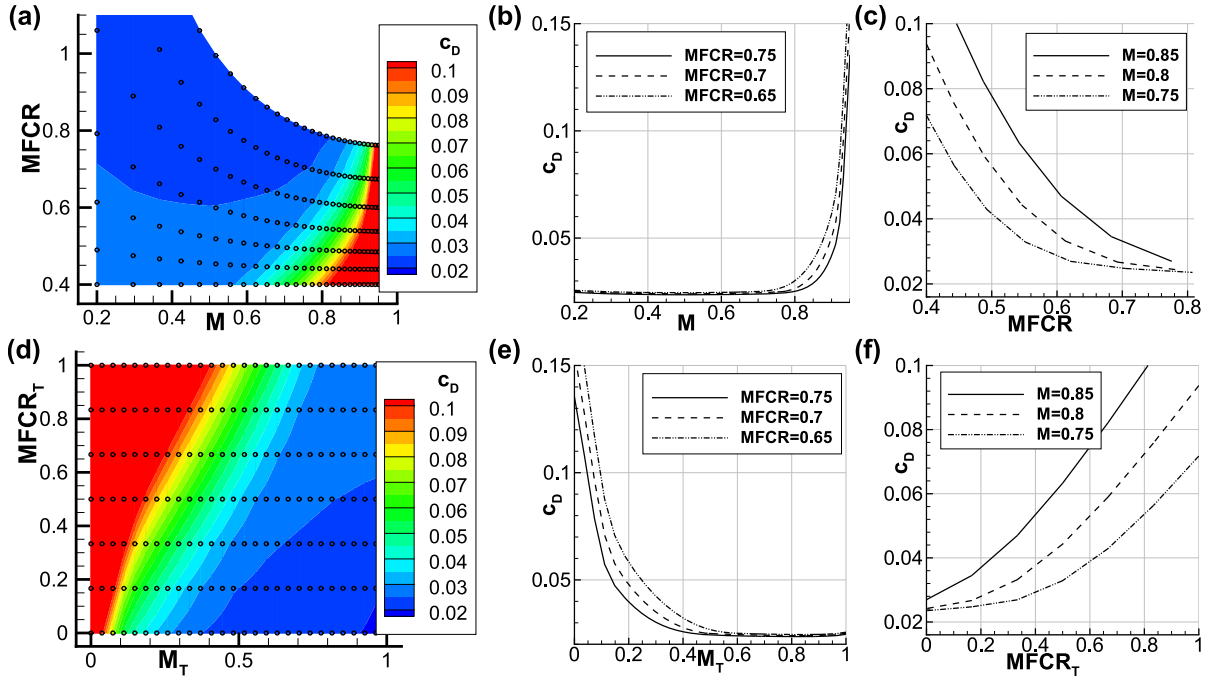 (a)
MFCR
1
0.8
0.6
0.4
0.2 0.4 0.6 0.8 1
M
c_D
0.1
0.09
0.08
0.07
0.06
0.05
0.04
0.03
0.02
(b)
c_D
0.15
0.1
0.05
0.2 0.4 0.6 0.8
M
MFCR=0.75
MFCR=0.7
MFCR=0.65
(c)
c_D
0.1
0.08
0.06
0.04
0.02
0.4 0.5 0.6 0.7 0.8
MFCR
M=0.85
M=0.8
M=0.75
(d)
MFCR_T
1
0.8
0.6
0.4
0.2
0
0 0.5 1
M_T
c_D
0.1
0.09
0.08
0.07
0.06
0.05
0.04
0.03
0.02
(e)
c_D
0.15
0.1
0.05
0 0.2 0.4 0.6 0.8 1
M_T
MFCR=0.75
MFCR=0.7
MFCR=0.65
(f)
c_D
0.1
0.08
0.06
0.04
0.02
0 0.2 0.4 0.6 0.8 1
MFCR_T
M=0.85
M=0.8
M=0.75